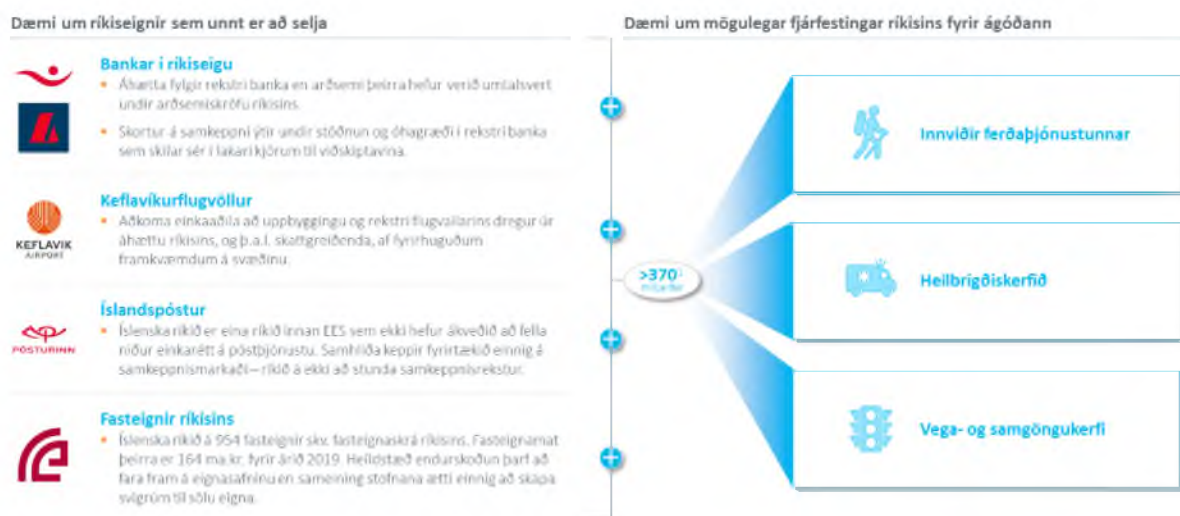 Dæmi um ríkiseignir sem unnt er að selja
Bankar í ríkiseigu
• Áhætta fylgir rekstri banka en arðsemi þeirra hefur verið umtalsvert
undir arðsemiskröfu ríkisins.
• Skortur á samkeppni ýtir undir stöðnun og óhagræði í rekstri banka
sem skilar sér í lakari kjörum til viðskiptavina.
KEFLAVIK
AIRPORT
Keflavíkurflugvöllur
• Aðkoma einkaaðila að uppbyggingu og rekstri flugvallarins dregur úr
áhættu ríkisins, og þ.a.l. skattgreiðenda, af fyrirhuguðum
framkvæmdum á svæðinu.
PÓSTURINN
Íslandspóstur
• Íslenska ríkið er eina ríkið innan EES sem ekki hefur ákveðið að fella
niður einkarétt á póstþjónustu. Samhliða keppir fyrirtækið einnig á
samkeppnismarkaði – ríkið á ekki að stunda samkeppnisrekstur.
Fasteignir ríkisins
• Íslenska ríkið á 954 fasteignir skv. fasteignaskrá ríkisins. Fasteignamat
þeirra er 164 ma.kr. fyrir árið 2019. Heildstæð endurskoðun þarf að
fara fram á eignasafninu en sameining stofnana ætti einnig að skapa
svigrúm til sölu eigna.
Dæmi um mögulegar fjárfestingar ríkisins fyrir ágóðann
>370
milljarðar
Innviðir ferðaþjónustunnar
Heilbrigðiskerfið
Vega- og samgöngukerfi